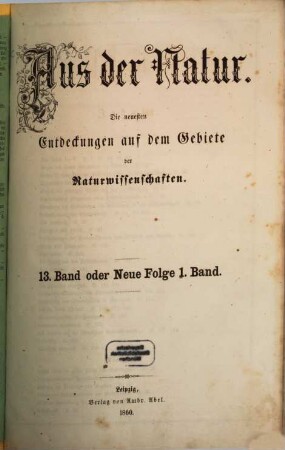 Aus der Natur.
Die neuesten
Entdeckungen auf dem Gebiete
der
Naturwissenschaften.
13. Band oder Neue Folge 1. Band.
Leipzig,
Verlag von Ambr. Abel.
1860.